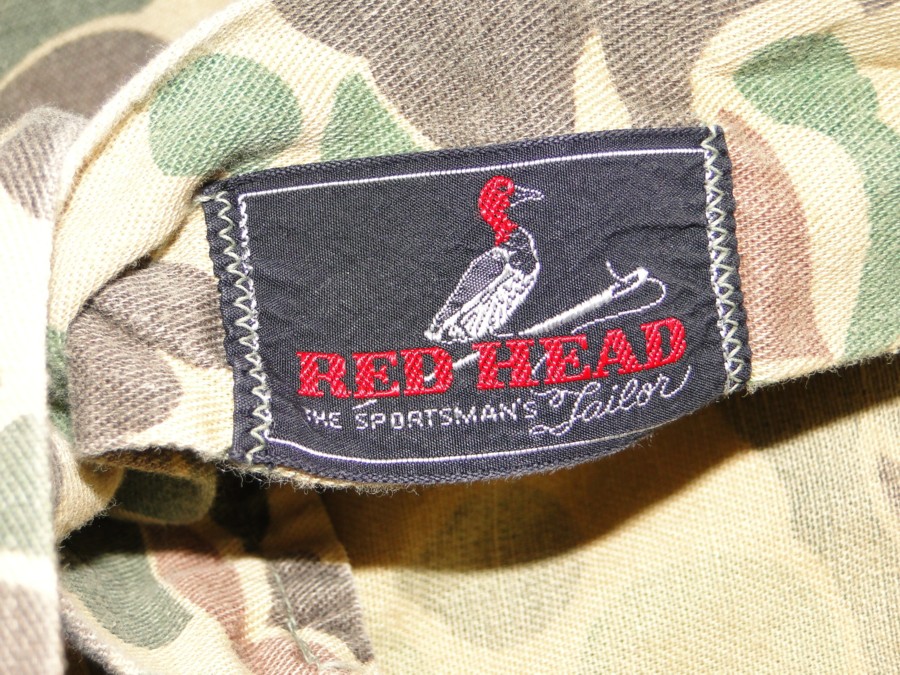 RED HEAD
THE SPORTSMAN'S Tailor